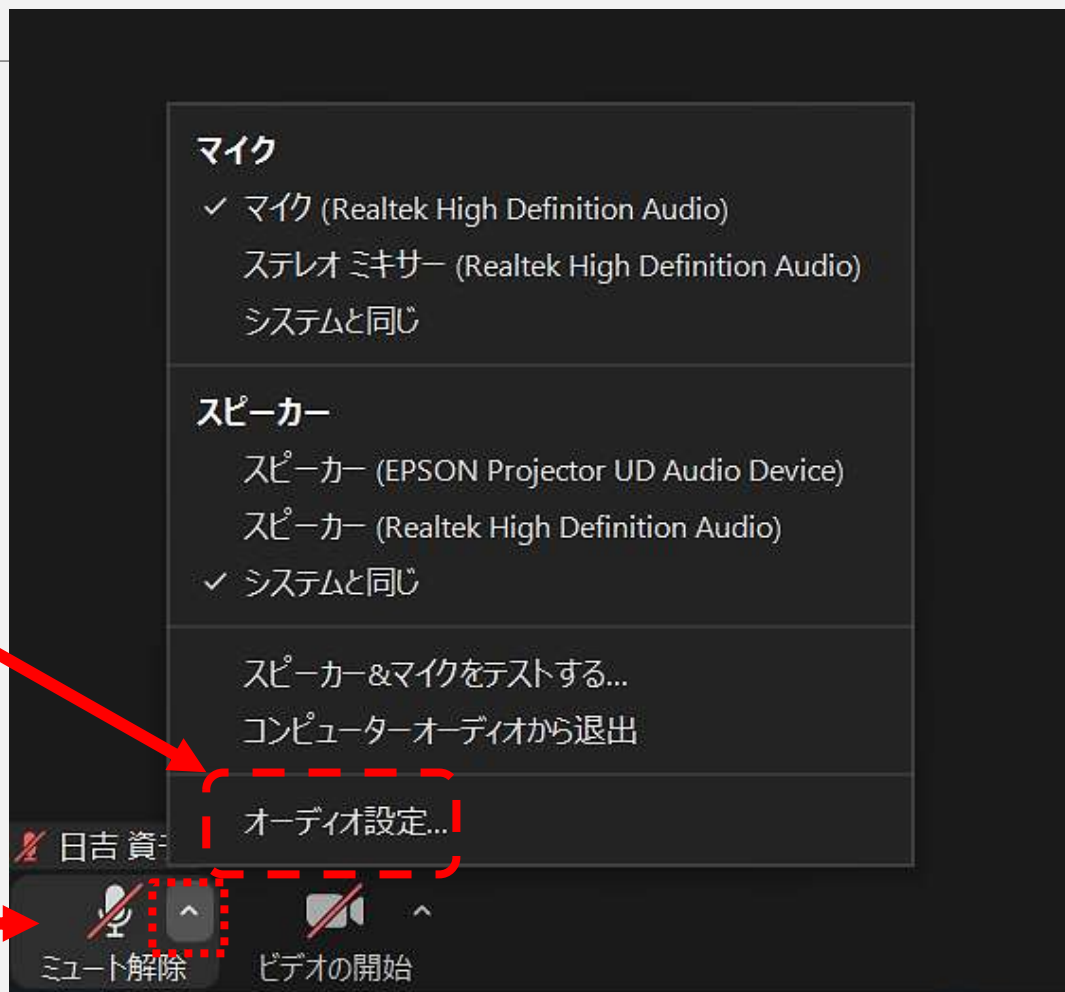 マイク
マイク (Realtek High Definition Audio)
ステレオ ミキサー (Realtek High Definition Audio)
システムと同じ
スピーカー
スピーカー (EPSON Projector UD Audio Device)
スピーカー (Realtek High Definition Audio)
システムと同じ
スピーカー&マイクをテストする...
コンピューターオーディオから退出
オーディオ設定...
日吉 資
ミュート解除
ビデオの開始